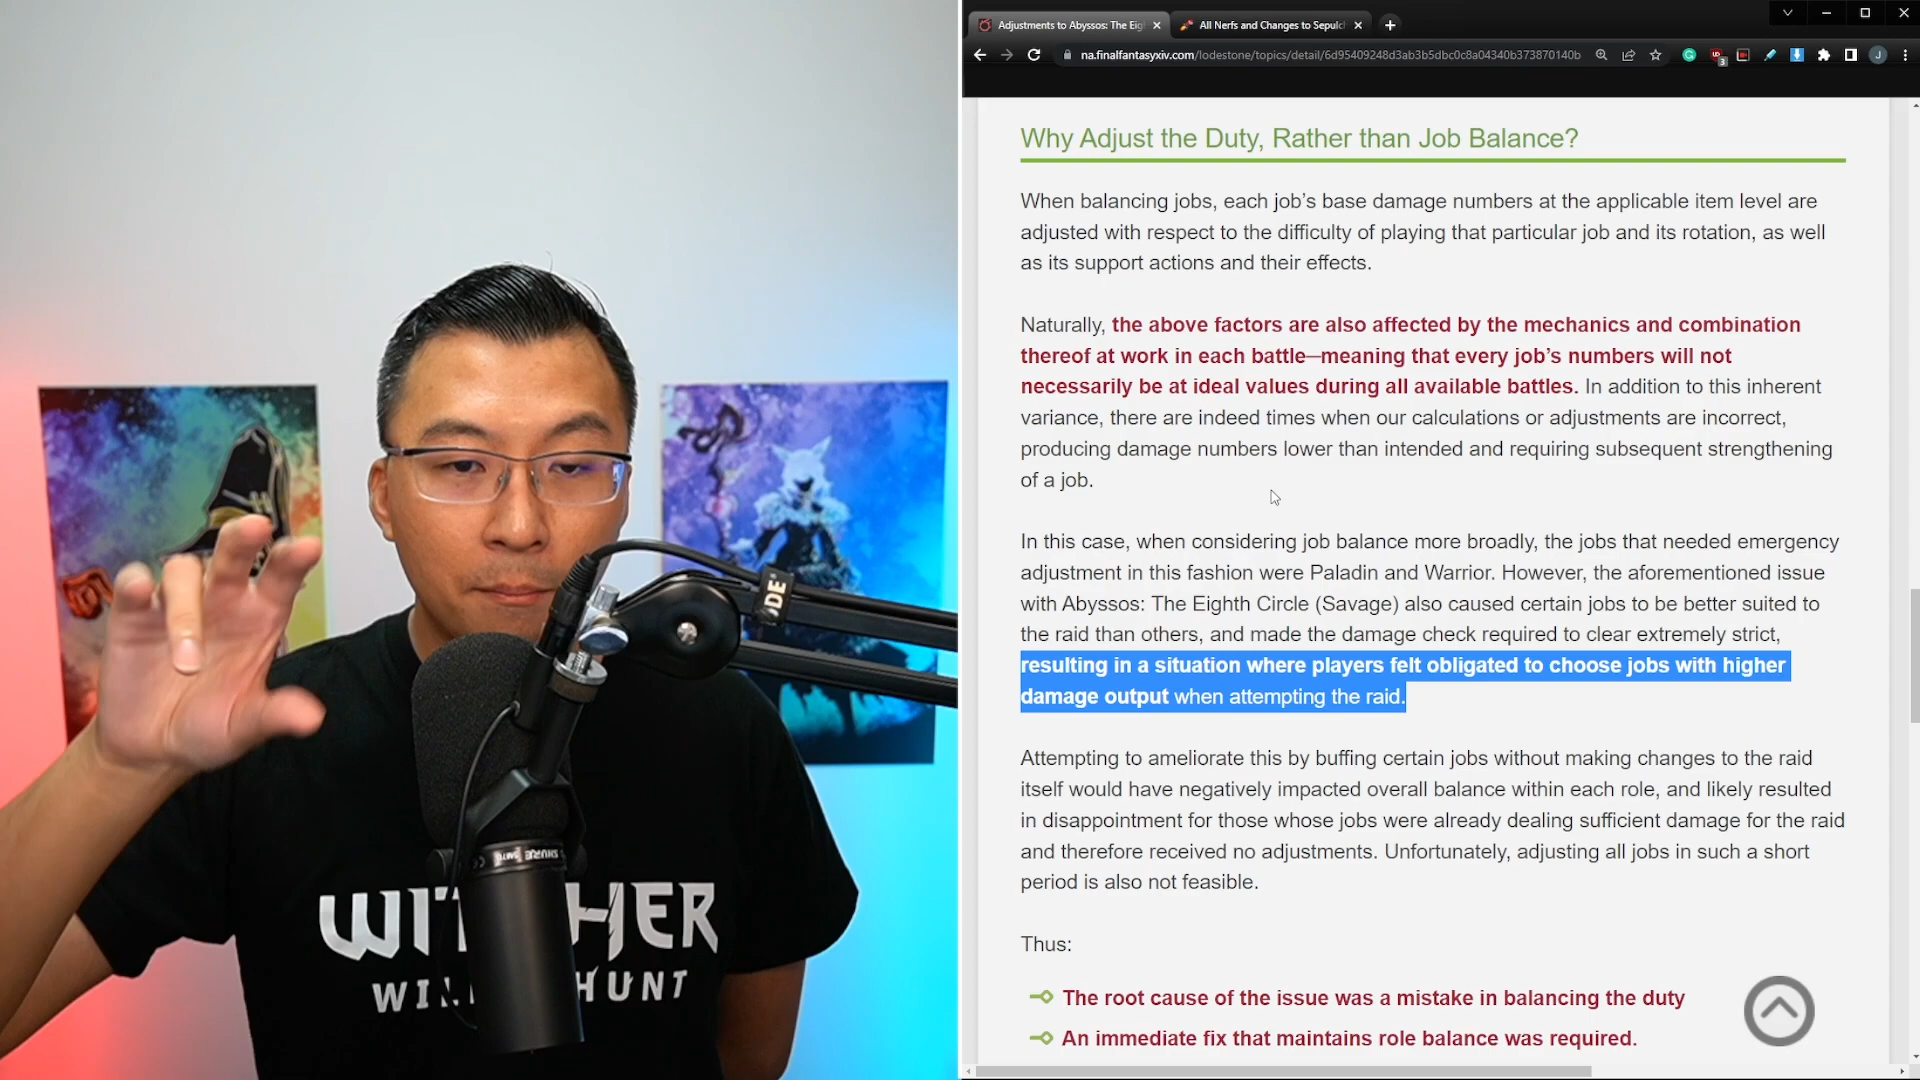 Adjustments to Abyssos: The Eig
All Nerfs and Changes to Sepulc
na.finalfantasyxiv.com/lodestone/topics/detail/6d95409248d3ab3b5dbc0c8a04340b373870140b
3
J
Why Adjust the Duty, Rather than Job Balance?
When balancing jobs, each job's base damage numbers at the applicable item level are
adjusted with respect to the difficulty of playing that particular job and its rotation, as well
as its support actions and their effects.
Naturally, the above factors are also affected by the mechanics and combination
thereof at work in each battle—meaning that every job's numbers will not
necessarily be at ideal values during all available battles. In addition to this inherent
variance, there are indeed times when our calculations or adjustments are incorrect,
producing damage numbers lower than intended and requiring subsequent strengthening
of a job.
In this case, when considering job balance more broadly, the jobs that needed emergency
adjustment in this fashion were Paladin and Warrior. However, the aforementioned issue
with Abyssos: The Eighth Circle (Savage) also caused certain jobs to be better suited to
the raid than others, and made the damage check required to clear extremely strict,
resulting in a situation where players felt obligated to choose jobs with higher
damage output when attempting the raid.
Attempting to ameliorate this by buffing certain jobs without making changes to the raid
itself would have negatively impacted overall balance within each role, and likely resulted
in disappointment for those whose jobs were already dealing sufficient damage for the raid
and therefore received no adjustments. Unfortunately, adjusting all jobs in such a short
period is also not feasible.
Thus:
The root cause of the issue was a mistake in balancing the duty
An immediate fix that maintains role balance was required.
DE
SHURE
WIT HER
WIL HUNT